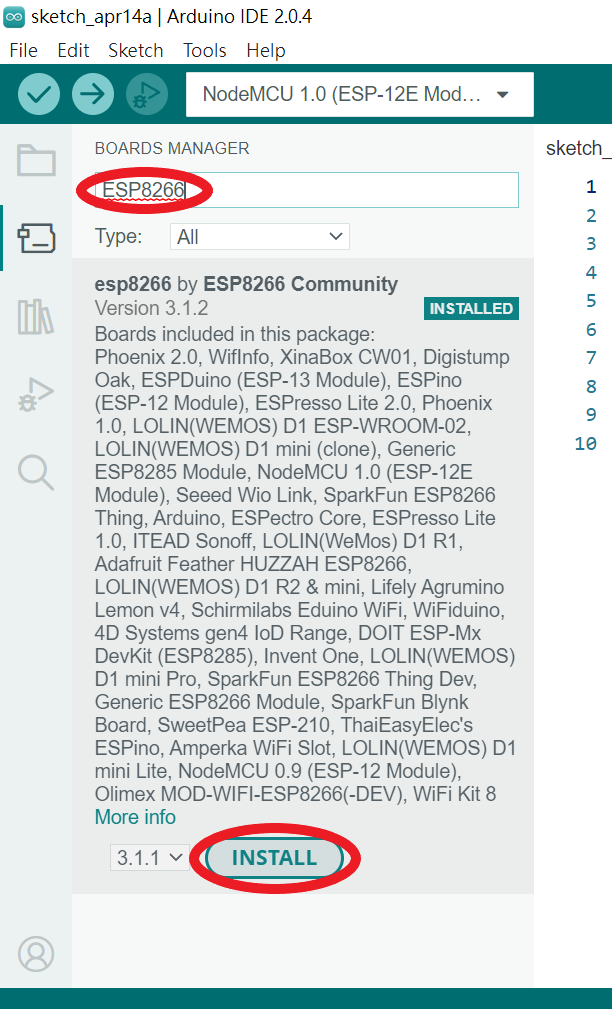 sketch_apr14a | Arduino IDE 2.0.4
File Edit Sketch Tools Help
NodeMCU 1.0 (ESP-12E Mod...
BOARDS MANAGER
sketch_
ESP8266
Type: All
esp8266 by ESP8266 Community
Version 3.1.2
INSTALLED
Boards included in this package:
Phoenix 2.0, WifInfo, XinaBox CW01, Digistump
Oak, ESPDuino (ESP-13 Module), ESPino
(ESP-12 Module), ESPresso Lite 2.0, Phoenix
1.0, LOLIN(WEMOS) D1 ESP-WROOM-02,
LOLIN(WEMOS) D1 mini (clone), Generic
ESP8285 Module, NodeMCU 1.0 (ESP-12E
Module), Seeed Wio Link, SparkFun ESP8266
Thing, Arduino, ESPectro Core, ESPresso Lite
1.0, ITEAD Sonoff, LOLIN(WeMos) D1 R1,
Adafruit Feather HUZZAH ESP8266,
LOLIN(WEMOS) D1 R2 & mini, Lifely Agrumino
Lemon v4, Schirmilabs Eduino WiFi, WiFiduino,
4D Systems gen4 IoD Range, DOIT ESP-Mx
DevKit (ESP8285), Invent One, LOLIN(WEMOS)
D1 mini Pro, SparkFun ESP8266 Thing Dev,
Generic ESP8266 Module, SparkFun Blynk
Board, SweetPea ESP-210, ThaiEasyElec's
ESPino, Amperka WiFi Slot, LOLIN(WEMOS) D1
mini Lite, NodeMCU 0.9 (ESP-12 Module),
Olimex MOD-WIFI-ESP8266(-DEV), WiFi Kit 8
More info
3.1.1 INSTALL
1
2
3
4
5
6
7
8
9
10